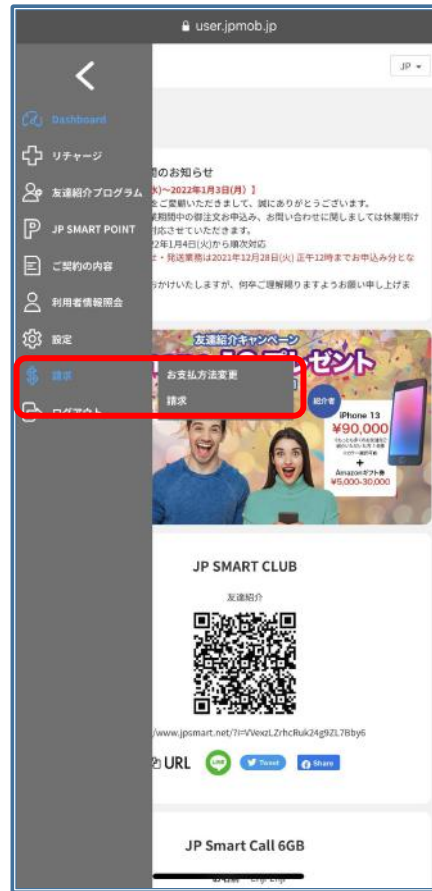 user.jpmob.jp
JP
Dashboard
リチャージ
友達紹介プログラム
JP SMART POINT
ご契約の内容
利用者情報照会
設定
請求
お支払方法変更
請求
ログアウト
間のお知らせ
水)～2022年1月3日(月) 】
をご愛顧いただきまして、誠にありがとうございます。
業期間中の御注文お申込み、お問い合わせに関しましては休業明け
対応させていただきます。
22年1月4日(火)から順次対応
せ・発送業務は2021年12月28日(火) 正午12時までお申込み分とな
おかけいたしますが、何卒ご理解賜りますようお願い申し上げま
友達紹介キャンペーン
ゼント
紹介者
iPhone 13
¥90,000
+
Amazonギフト券
¥5,000-30,000
JP SMART CLUB
友達紹介
/www.jpsmart.net/?i=VVexzLZrhcRuk24g9ZL7Bby6
URL
LINE
Tweet
Share
JP Smart Call 6GB